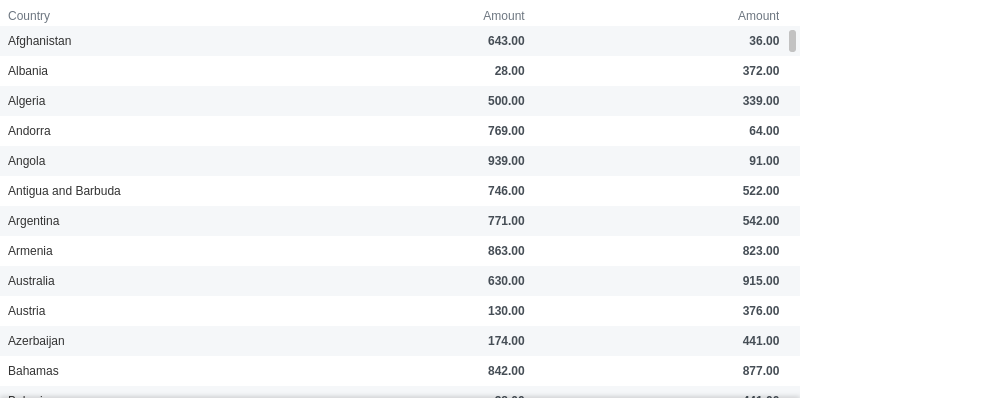 Country Amount Amount
Afghanistan 643.00 36.00
Albania 28.00 372.00
Algeria 500.00 339.00
Andorra 769.00 64.00
Angola 939.00 91.00
Antigua and Barbuda 746.00 522.00
Argentina 771.00 542.00
Armenia 863.00 823.00
Australia 630.00 915.00
Austria 130.00 376.00
Azerbaijan 174.00 441.00
Bahamas 842.00 877.00